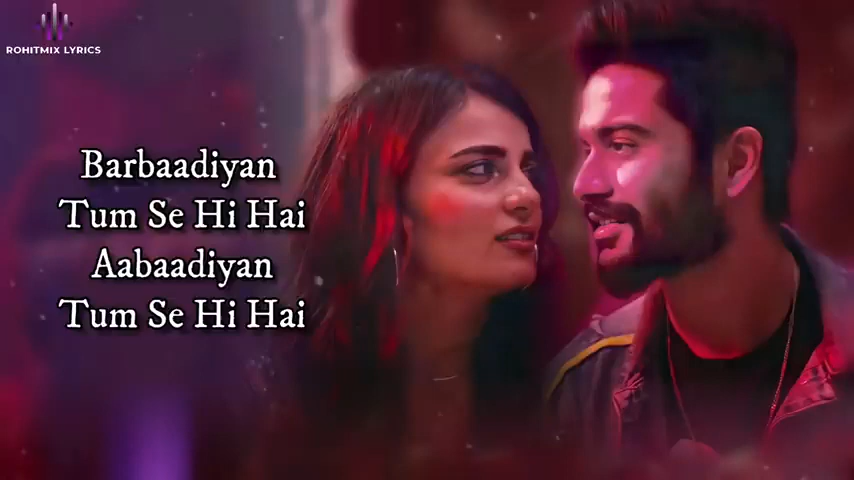 ROHITMIX LYRICS
Barbaadiyan
Tum Se Hi Hai
Aabaadiyan
Tum Se Hi Hai